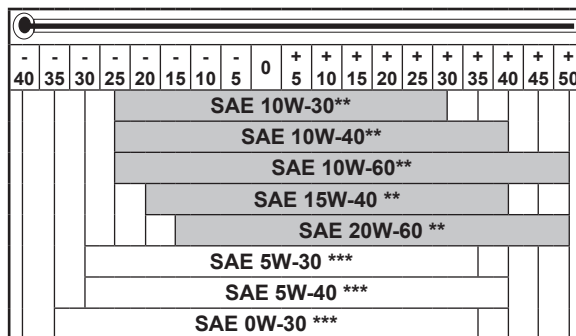 - - - - - - - - 0 + + + + + + + + + +
40 35 30 25 20 15 10 5 5 10 15 20 25 30 35 40 45 50
SAE 10W-30**
SAE 10W-40**
SAE 10W-60**
SAE 15W-40 **
SAE 20W-60 **
SAE 5W-30 ***
SAE 5W-40 ***
SAE 0W-30 ***